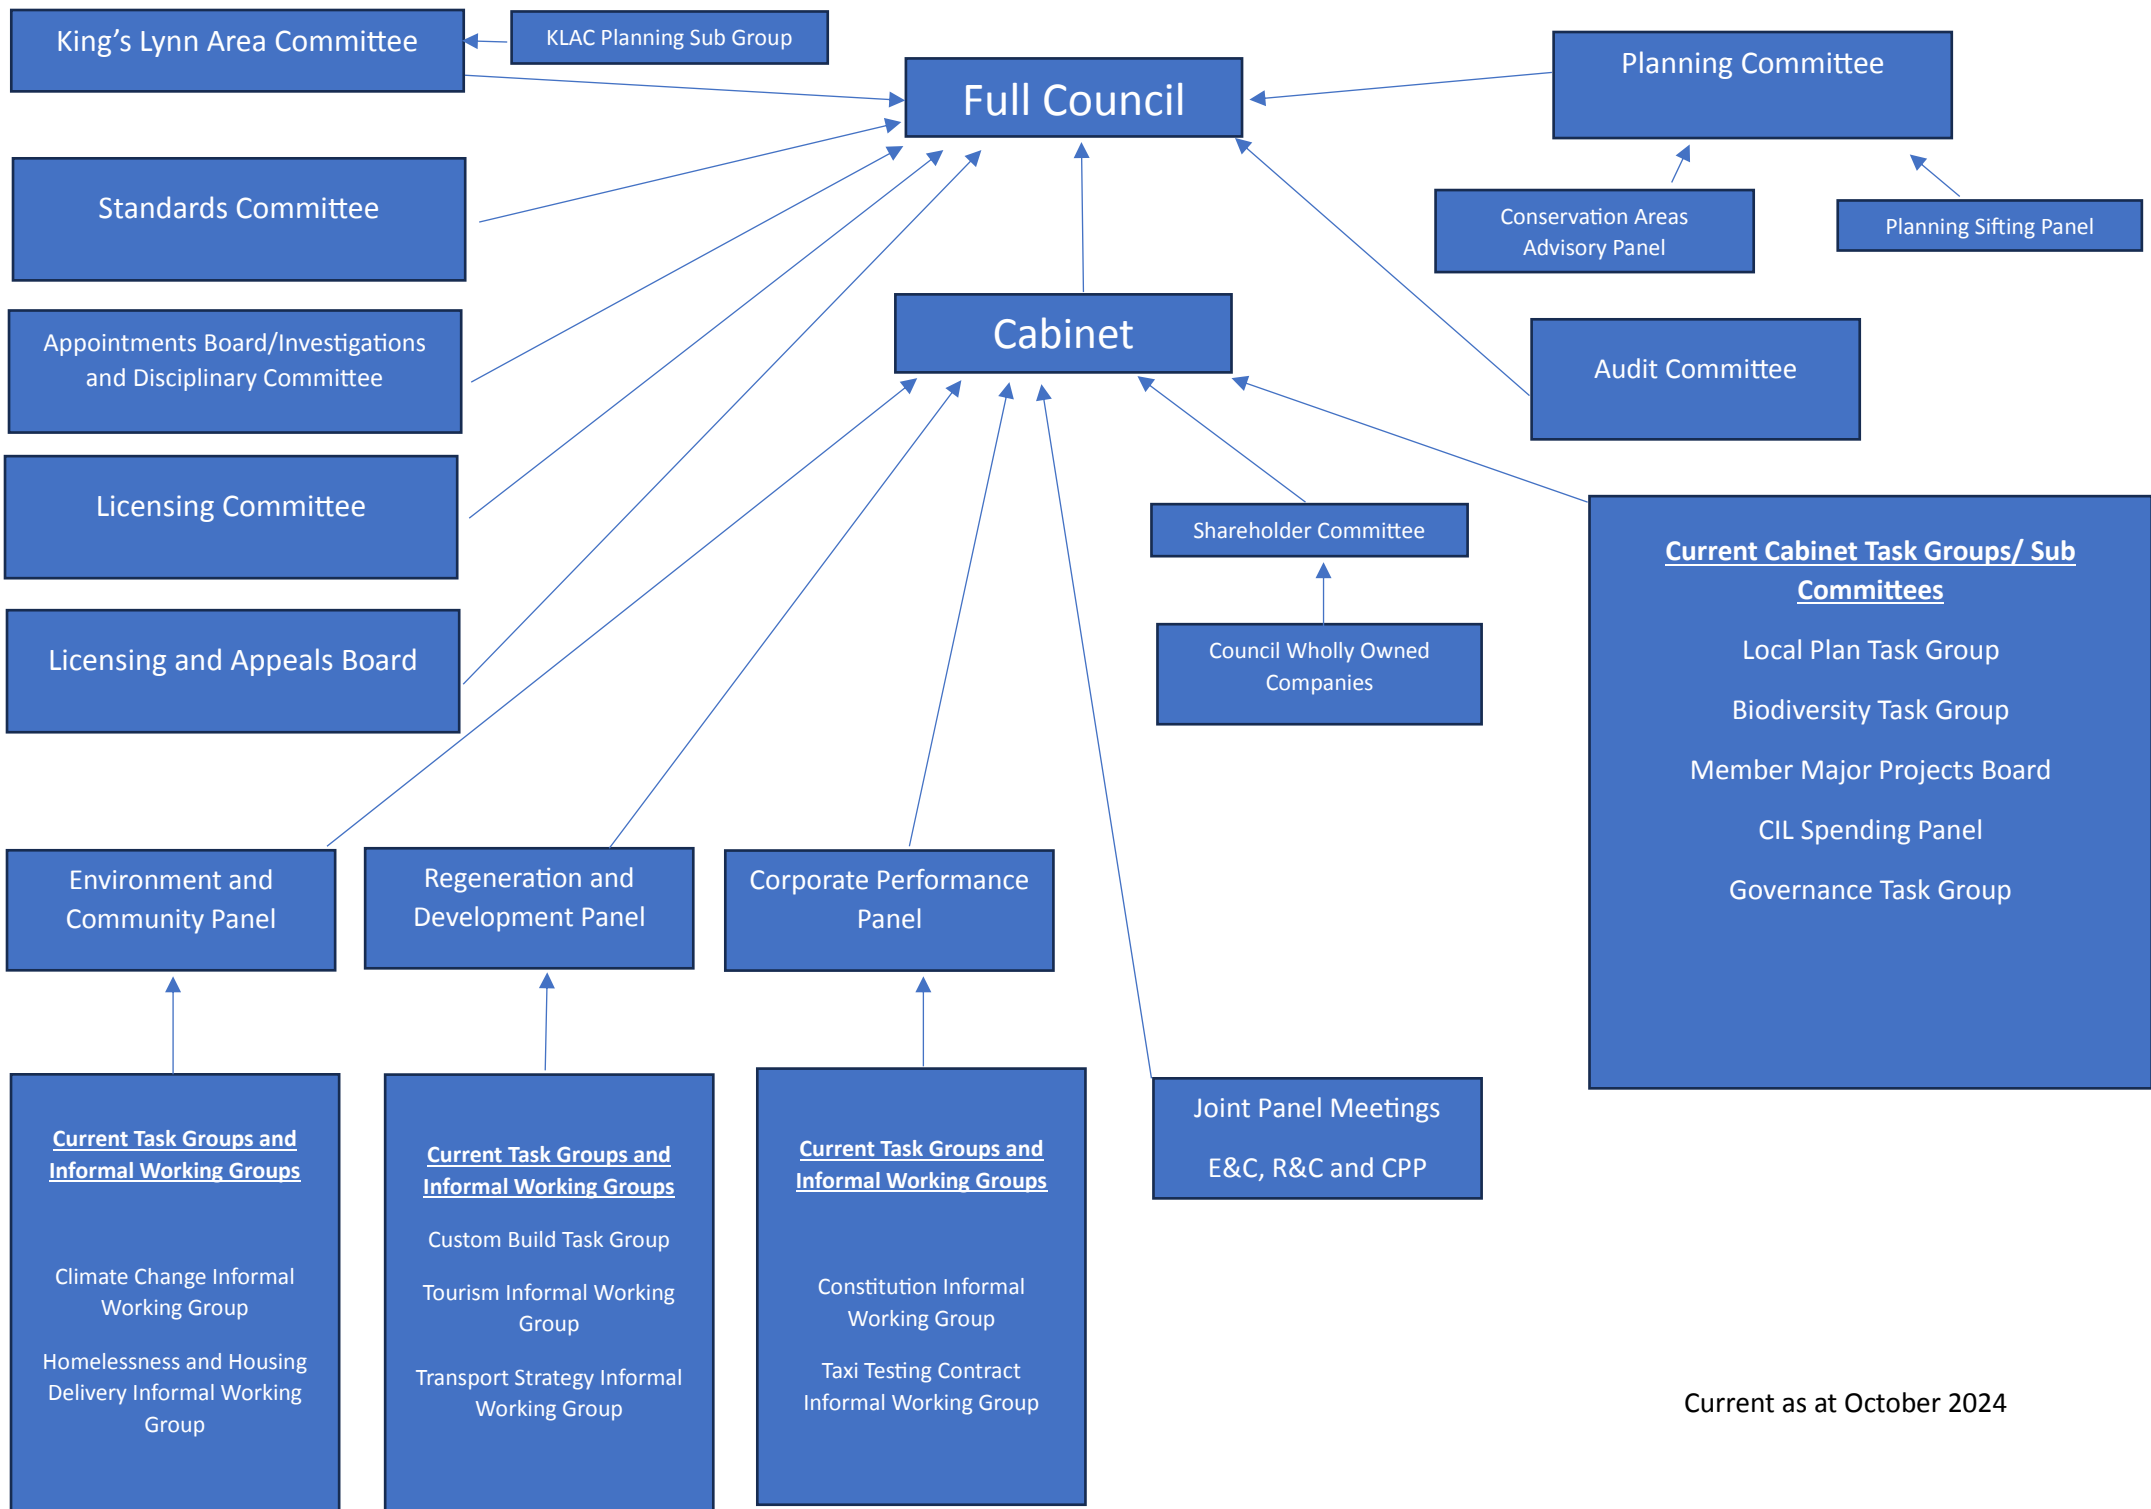 King’s Lynn Area Committee
KLAC Planning Sub Group
Full Council
Planning Committee
Standards Committee
Conservation Areas
Advisory Panel
Planning Sifting Panel
Appointments Board/Investigations
and Disciplinary Committee
Cabinet
Audit Committee
Licensing Committee
Shareholder Committee
Licensing and Appeals Board
Council Wholly Owned
Companies
Current Cabinet Task Groups/ Sub
Committees
Local Plan Task Group
Biodiversity Task Group
Member Major Projects Board
CIL Spending Panel
Governance Task Group
Environment and
Community Panel
Regeneration and
Development Panel
Corporate Performance
Panel
Current Task Groups and
Informal Working Groups
Climate Change Informal
Working Group
Homelessness and Housing
Delivery Informal Working
Group
Current Task Groups and
Informal Working Groups
Custom Build Task Group
Tourism Informal Working
Group
Transport Strategy Informal
Working Group
Current Task Groups and
Informal Working Groups
Constitution Informal
Working Group
Taxi Testing Contract
Informal Working Group
Joint Panel Meetings
E&C, R&C and CPP
Current as at October 2024